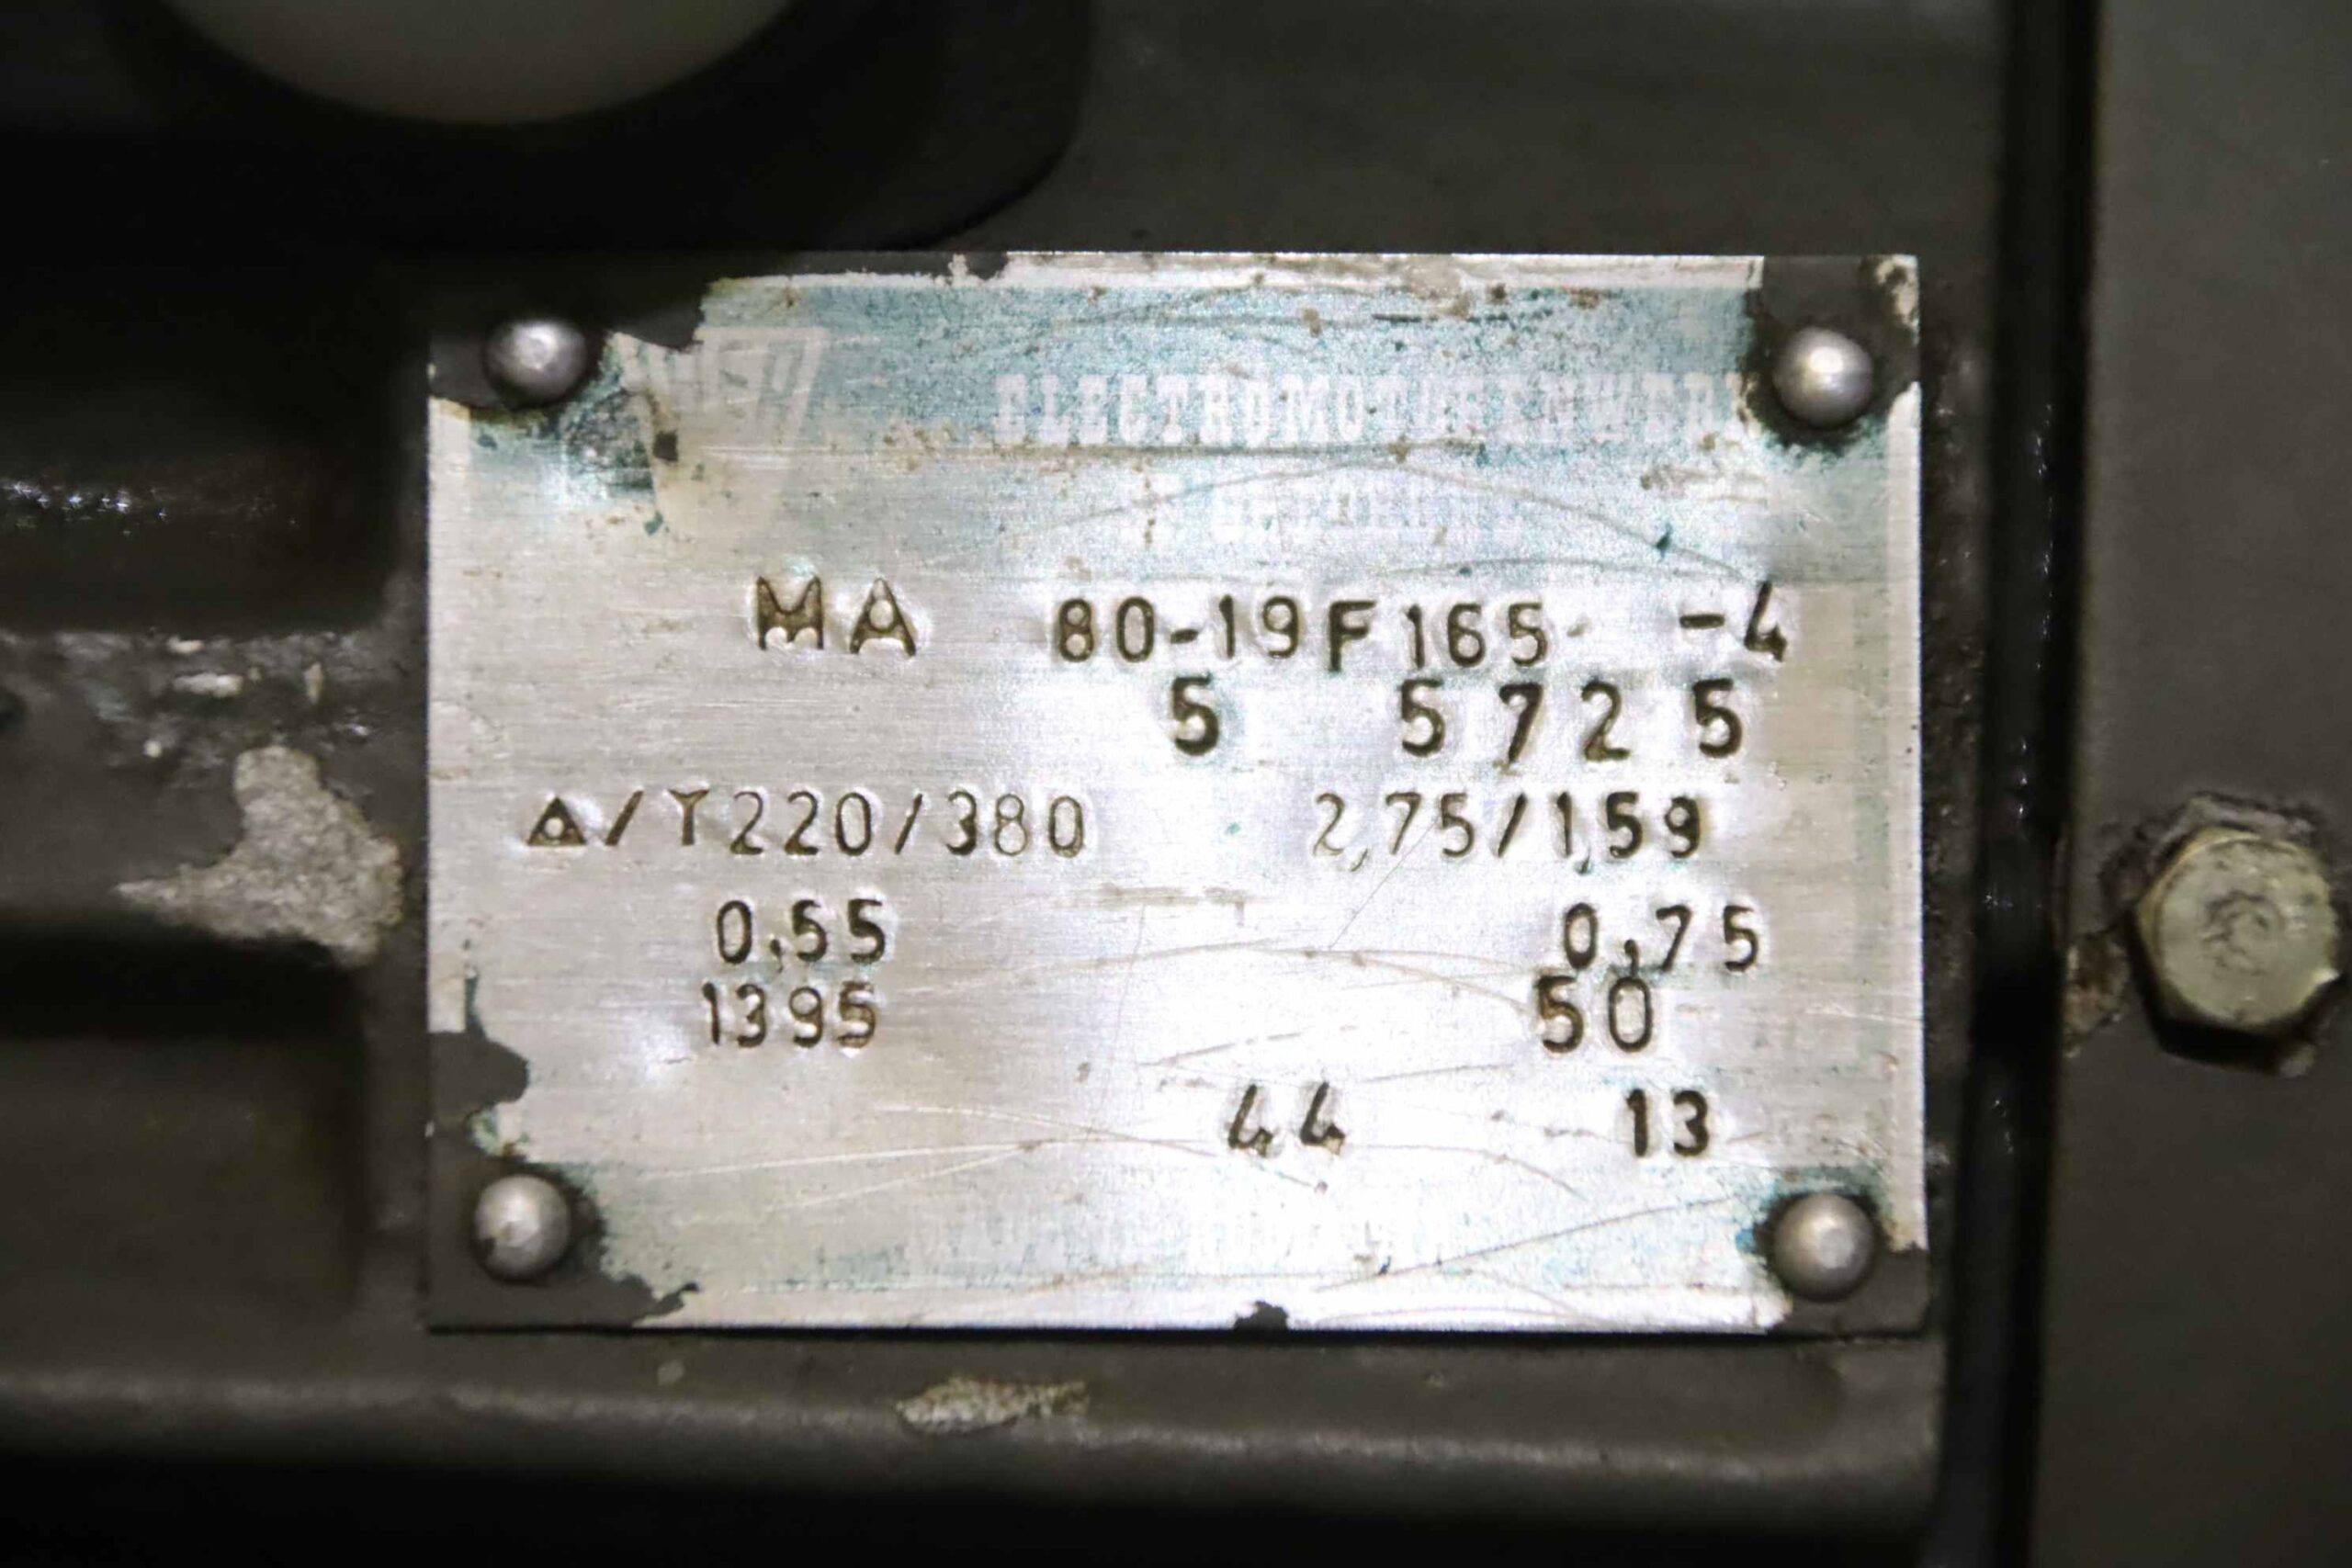 ELECTROMOTORENWERK
MA 80-19F165 -4
5 5725
△/Y220/380 2,75/1,59
0,55 0,75
1395 50
44 13